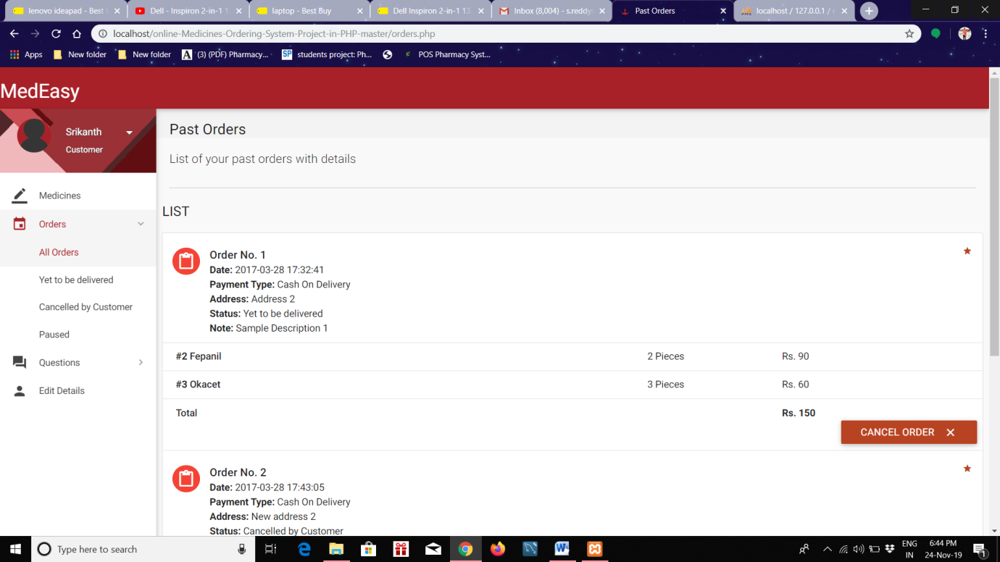 lenovo ideapad - Best
Dell - Inspiron 2-in-1 1
laptop - Best Buy
Dell Inspiron 2-in-1 13
Inbox (8,004) - s.reddy
Past Orders
localhost / 127.0.0.1 /
localhost/online-Medicines-Ordering-System-Project-in-PHP-master/orders.php
Apps
New folder
New folder
(3) (PDF) Pharmacy...
SP students project: Ph...
POS Pharmacy Syst...
MedEasy
Srikanth
Customer
Medicines
Orders
All Orders
Yet to be delivered
Cancelled by Customer
Paused
Questions
Edit Details
Past Orders
List of your past orders with details
LIST
Order No. 1
Date: 2017-03-28 17:32:41
Payment Type: Cash On Delivery
Address: Address 2
Status: Yet to be delivered
Note: Sample Description 1
#2 Fepanil 2 Pieces Rs. 90
#3 Okacet 3 Pieces Rs. 60
Total Rs. 150
CANCEL ORDER
Order No. 2
Date: 2017-03-28 17:43:05
Payment Type: Cash On Delivery
Address: New address 2
Status: Cancelled by Customer
Type here to search
ENG
IN
6:44 PM
24-Nov-19
1